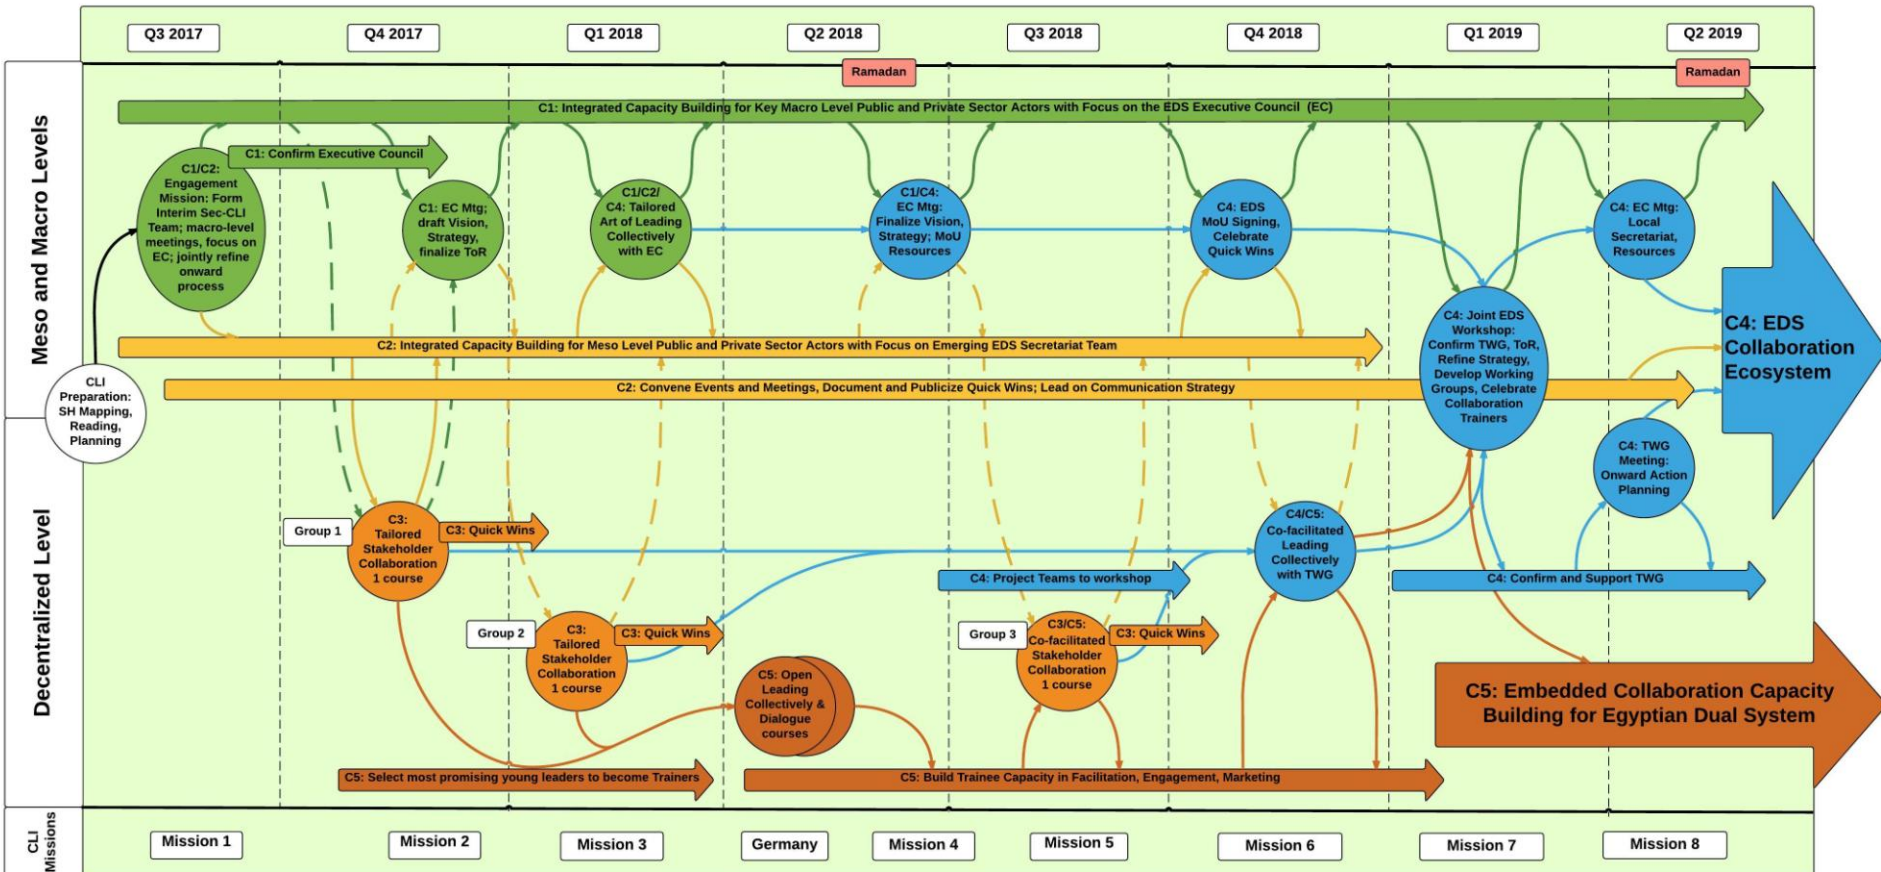 Q3 2017
Q4 2017
Q1 2018
Q2 2018
Q3 2018
Q4 2018
Q1 2019
Q2 2019
Ramadan
Ramadan
Meso and Macro Levels
C1: Integrated Capacity Building for Key Macro Level Public and Private Sector Actors with Focus on the EDS Executive Council (EC)
C1: Confirm Executive Council
C1/C2:
Engagement
Mission: Form
Interim Sec-CLI
Team; macro-level
meetings, focus on
EC; jointly refine
onward
process
C1: EC Mtg;
draft Vision,
Strategy,
finalize ToR
C1/C2/
C4: Tailored
Art of Leading
Collectively
with EC
C1/C4:
EC Mtg:
Finalize Vision,
Strategy; MoU
Resources
C4: EDS
MoU Signing,
Celebrate
Quick Wins
C4: EC Mtg:
Local
Secretariat,
Resources
C2: Integrated Capacity Building for Meso Level Public and Private Sector Actors with Focus on Emerging EDS Secretariat Team
C2: Convene Events and Meetings, Document and Publicize Quick Wins; Lead on Communication Strategy
C4: Joint EDS
Workshop:
Confirm TWG, ToR,
Refine Strategy,
Develop Working
Groups, Celebrate
Collaboration
Trainers
C4: EDS
Collaboration
Ecosystem
CLI
Preparation:
SH Mapping,
Reading,
Planning
Decentralized Level
Group 1
C3:
Tailored
Stakeholder
Collaboration
1 course
C3: Quick Wins
Group 2
C3:
Tailored
Stakeholder
Collaboration
1 course
C3: Quick Wins
C4: Project Teams to workshop
Group 3
C3/C5:
Co-facilitated
Stakeholder
Collaboration
1 course
C3: Quick Wins
C4/C5:
Co-facilitated
Leading
Collectively
with TWG
C4: TWG
Meeting:
Onward Action
Planning
C4: Confirm and Support TWG
C5: Open
Leading
Collectively &
Dialogue
courses
C5: Select most promising young leaders to become Trainers
C5: Build Trainee Capacity in Facilitation, Engagement, Marketing
C5: Embedded Collaboration Capacity
Building for Egyptian Dual System
CLI
Missions
Mission 1
Mission 2
Mission 3
Germany
Mission 4
Mission 5
Mission 6
Mission 7
Mission 8